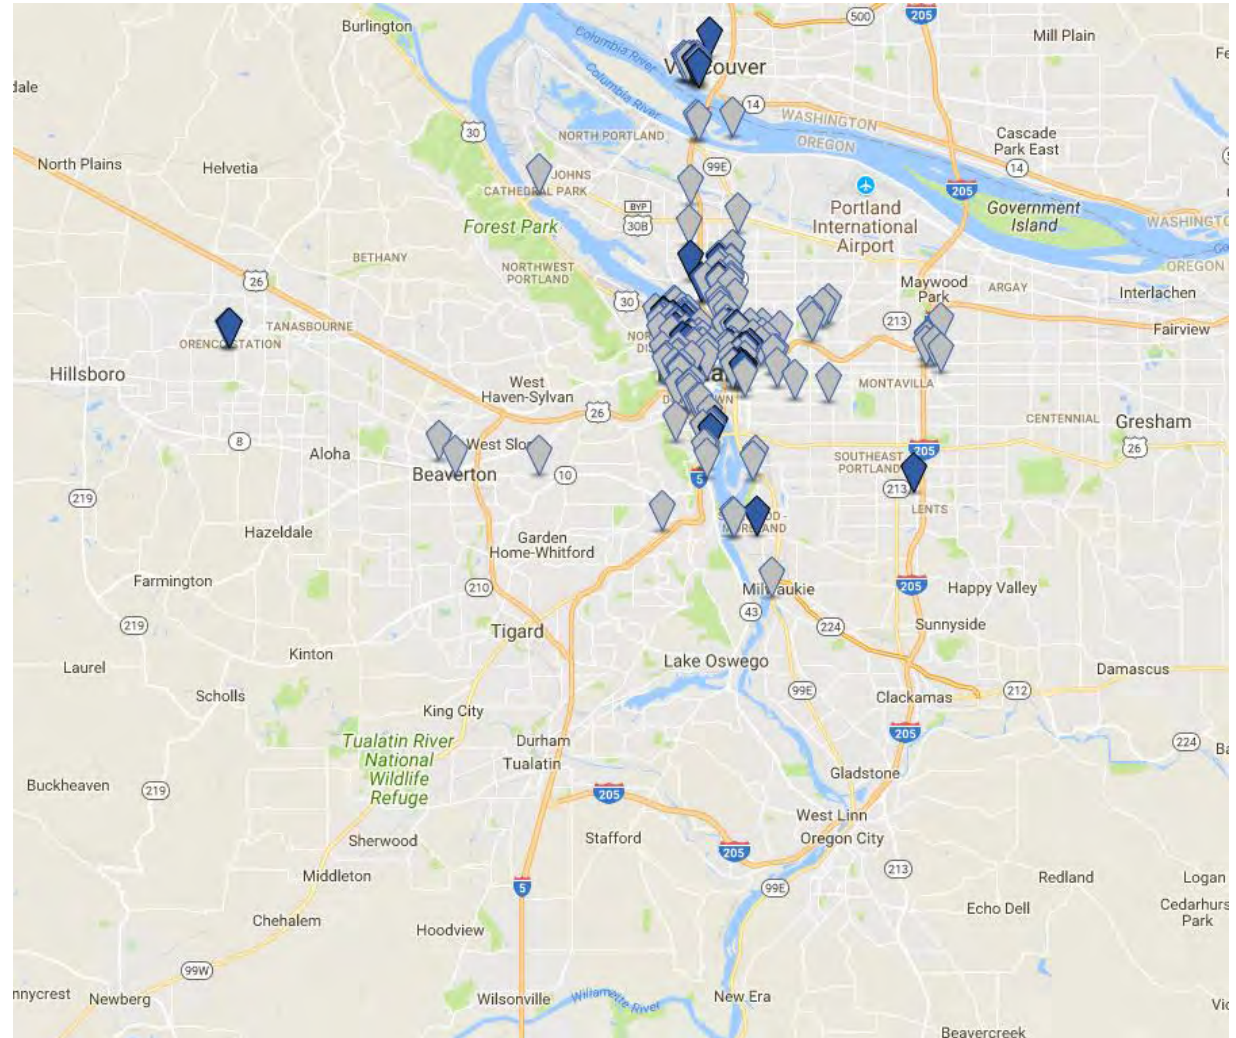 Burlington
500
205
Mill Plain
Columbia River
Columbia River
14
WASHINGTON
OREGON
30
NORTH PORTLAND
Cascade
Park East
14
North Plains
Helvetia
99E
205
CATHEDRAL PARK
BYP
30B
Portland
International
Airport
Government
Island
Forest Park
BETHANY
NORTHWEST
PORTLAND
OREGON
26
30
Maywood
Park
ARGAY
Interlachen
TANASBOURNE
213
Fairview
Hillsboro
West
Haven-Sylvan
26
MONTAVILLA
CENTENNIAL
Gresham
26
8
Aloha
Beaverton
10
SOUTHEAST
PORTLAND
205
5
213
LENTS
219
Hazeldale
Garden
Home-Whitford
Farmington
210
Milwaukie
205
Happy Valley
43
219
Tigard
224
Sunnyside
Kinton
Laurel
Lake Oswego
Damascus
Scholls
99E
Clackamas
212
King City
205
Tualatin River
National
Wildlife
Refuge
Durham
Tualatin
224
Gladstone
Buckheaven
219
205
West Linn
Oregon City
Sherwood
Stafford
205
Middleton
5
99E
213
Redland
Logan
Cedarhurs
Park
Chehalem
Hoodview
Echo Dell
99W
Newberg
Wilsonville
Willamette River
New Era
Beavercreek